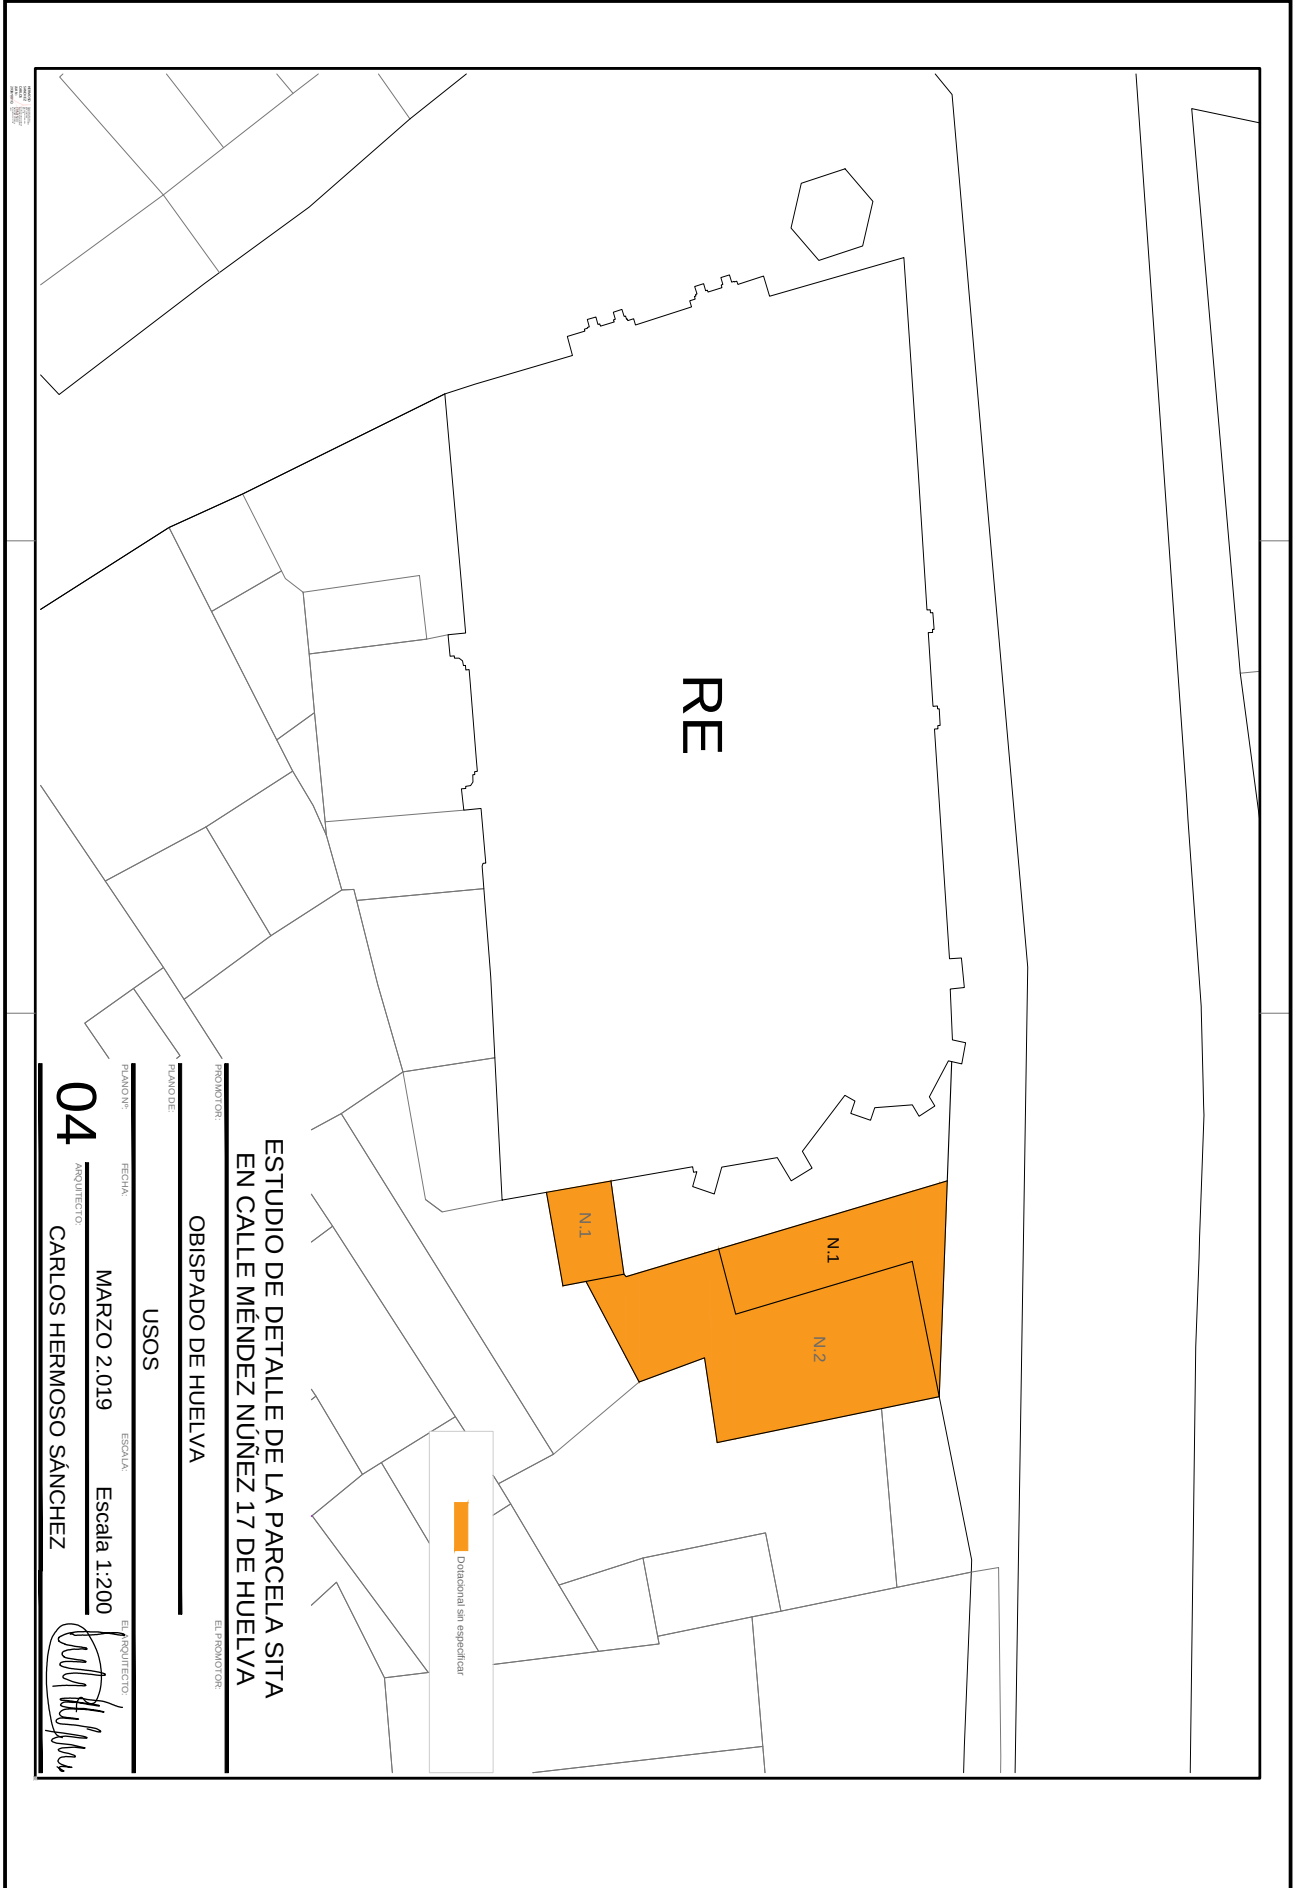 RE
N.1
N.1
N.2
Dotacional sin especificar
ESTUDIO DE DETALLE DE LA PARCELA SITA
EN CALLE MÉNDEZ NÚÑEZ 17 DE HUELVA
PROMOTOR:
EL PROMOTOR:
OBISPADO DE HUELVA
PLANO DE:
USOS
PLANO Nº:
FECHA:
ESCALA:
EL ARQUITECTO:
04
MARZO 2.019
Escala 1:200
ARQUITECTO:
CARLOS HERMOSO SÁNCHEZ